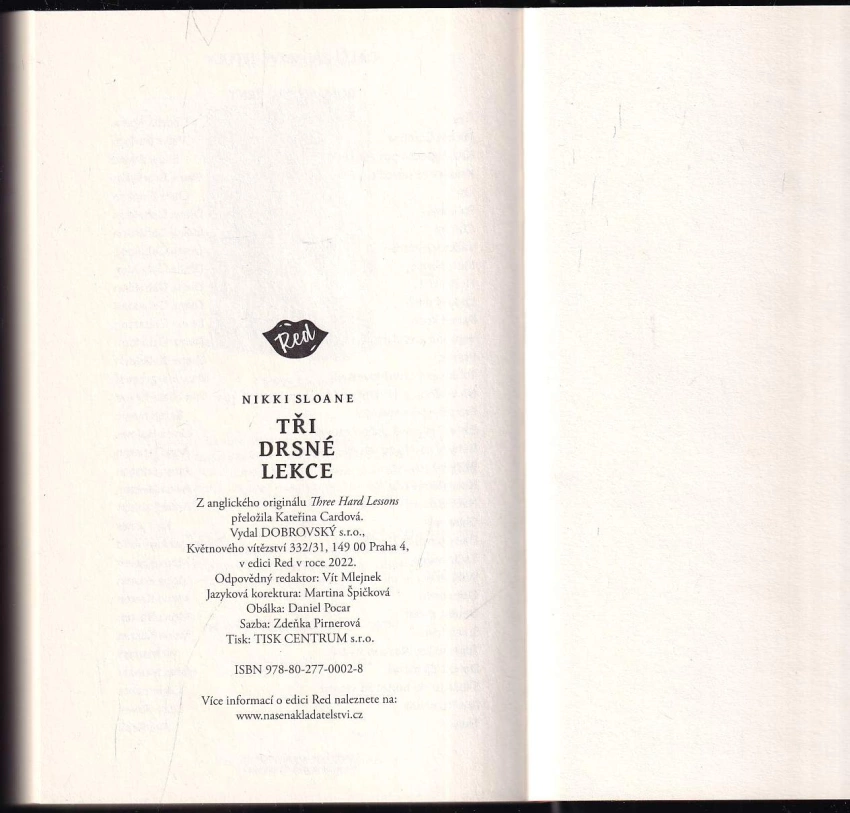 Red
NIKKI SLOANE
TŘI
DRSNÉ
LEKCE
Z anglického originálu Three Hard Lessons
přeložila Kateřina Cardová.
Vydal DOBROVSKÝ s.r.o.,
Květnového vítězství 332/31, 149 00 Praha 4,
v edici Red v roce 2022.
Odpovědný redaktor: Vít Mlejnek
Jazyková korektura: Martina Špičková
Obálka: Daniel Pocar
Sazba: Zdeňka Pirnerová
Tisk: TISK CENTRUM s.r.o.
ISBN 978-80-277-0002-8
Více informací o edici Red naleznete na:
www.nasenakladatelstvi.cz